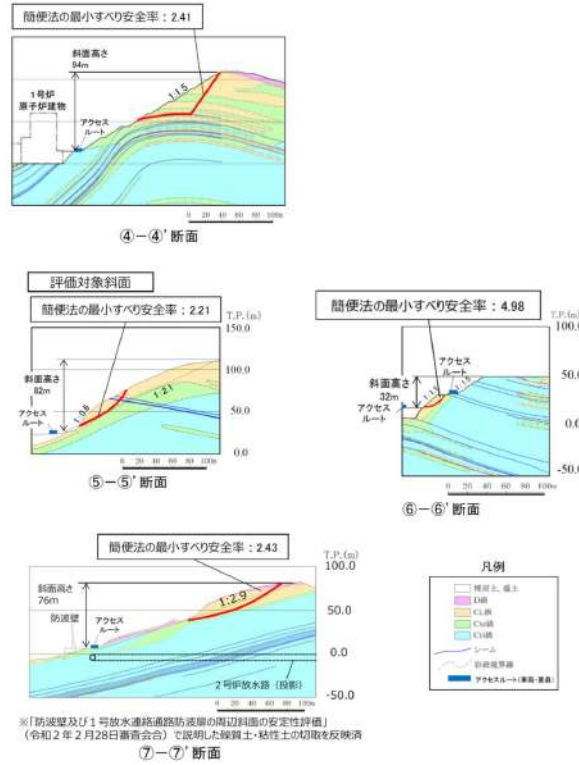 簡便法の最小すべり安全率：2.41
斜面高さ
94m
1号炉
原子炉建物
アクセス
ルート
1:1.5
0 20 40 60 80 100m
④－④'断面
評価対象斜面
簡便法の最小すべり安全率：2.21
T.P.(m)
150.0
100.0
50.0
0.0
斜面高さ
82m
アクセス
ルート
1:0.6
1:2.1
0 20 40 60 80 100m
⑤－⑤'断面
簡便法の最小すべり安全率：4.98
T.P.(m)
100.0
50.0
0.0
-50.0
アクセス
ルート
斜面高さ
32m
アクセス
ルート
1:1.5
1:1.5
0 20 40 60 80 100m
⑥－⑥'断面
簡便法の最小すべり安全率：2.43
T.P.(m)
100.0
50.0
0.0
-50.0
斜面高さ
76m
防波壁
アクセス
ルート
1:2.9
2号炉放水路（投影）
0 20 40 60 80 100m
※「防波壁及び1号放水連絡通路防波扉の周辺斜面の安定性評価」
（令和2年2月28日審査会合）で説明した礫質土・粘性土の切取を反映済
⑦－⑦'断面
凡例
埋戻土，盛土
D級
CL級
CM級
CH級
シーム
岩級境界線
アクセスルート(車両・要員)